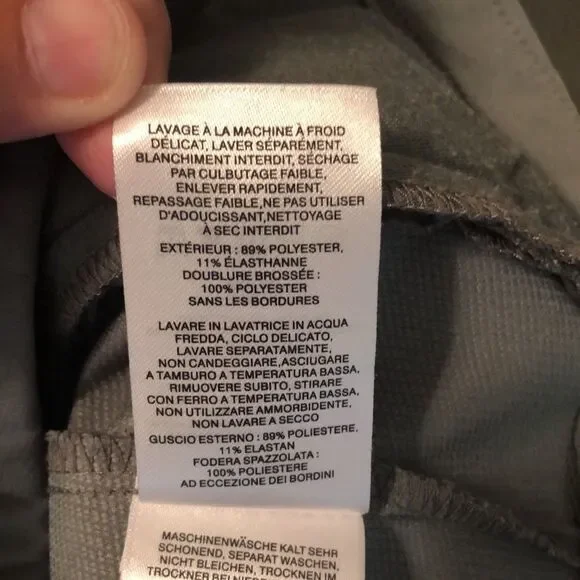 LAVAGE À LA MACHINE À FROID
DÉLICAT, LAVER SÉPARÉMENT,
BLANCHIMENT INTERDIT, SÉCHAGE
PAR CULBUTAGE FAIBLE,
ENLEVER RAPIDEMENT,
REPASSAGE FAIBLE,NE PAS UTILISER
D'ADOUCISSANT,NETTOYAGE
À SEC INTERDIT
EXTÉRIEUR : 89% POLYESTER,
11% ÉLASTHANNE
DOUBLURE BROSSÉE :
100% POLYESTER
SANS LES BORDURES
LAVARE IN LAVATRICE IN ACQUA
FREDDA, CICLO DELICATO,
LAVARE SEPARATAMENTE,
NON CANDEGGIARE,ASCIUGARE
A TAMBURO A TEMPERATURA BASSA,
RIMUOVERE SUBITO, STIRARE
CON FERRO A TEMPERATURA BASSA,
NON UTILIZZARE AMMORBIDENTE,
NON LAVARE A SECCO
GUSCIO ESTERNO : 89% POLIESTERE,
11% ELASTAN
FODERA SPAZZOLATA :
100% POLIESTERE
AD ECCEZIONE DEI BORDINI
MASCHINENWÄSCHE KALT SEHR
SCHONEND, SEPARAT WASCHEN,
NICHT BLEICHEN, TROCKNEN IM
TROCKNER BEI